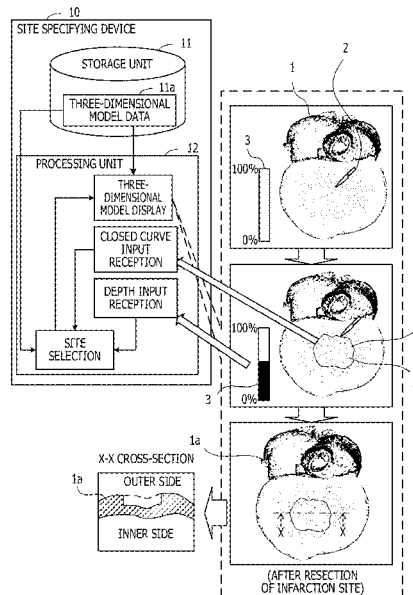 10
SITE SPECIFYING DEVICE
11
STORAGE UNIT
11a
THREE-DIMENSIONAL
MODEL DATA
12
PROCESSING UNIT
THREE-
DIMENSIONAL
MODEL DISPLAY
CLOSED CURVE
INPUT
RECEPTION
DEPTH INPUT
RECEPTION
SITE
SELECTION
1
2
3
100%
0%
100%
3
0%
X-X CROSS-SECTION
1a
OUTER SIDE
INNER SIDE
1a
X
X
(AFTER RESECTION
OF INFARCTION SITE)